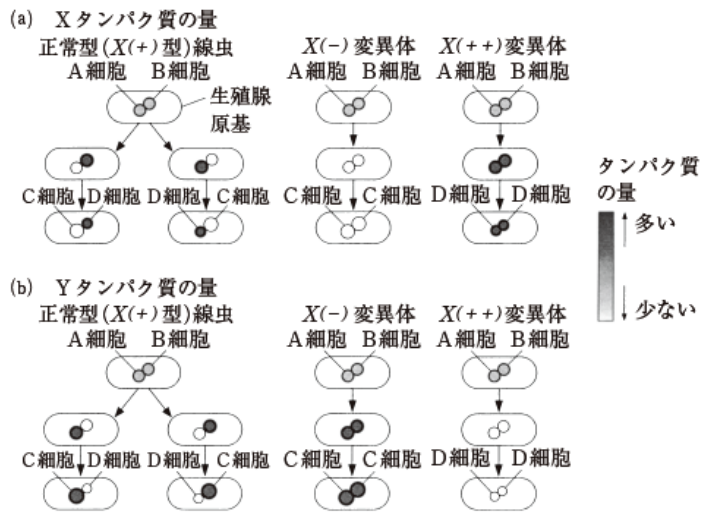 (a) Xタンパク質の量
正常型(X(+)型)線虫 X(-)変異体 X(++)変異体
A細胞 B細胞 A細胞 B細胞 A細胞 B細胞
生殖腺
原基
タンパク質
の量
C細胞 D細胞 D細胞 C細胞 C細胞 C細胞 D細胞 D細胞
多い
少ない
(b) Yタンパク質の量
正常型(X(+)型)線虫 X(-)変異体 X(++)変異体
A細胞 B細胞 A細胞 B細胞 A細胞 B細胞
C細胞 D細胞 D細胞 C細胞 C細胞 C細胞 D細胞 D細胞